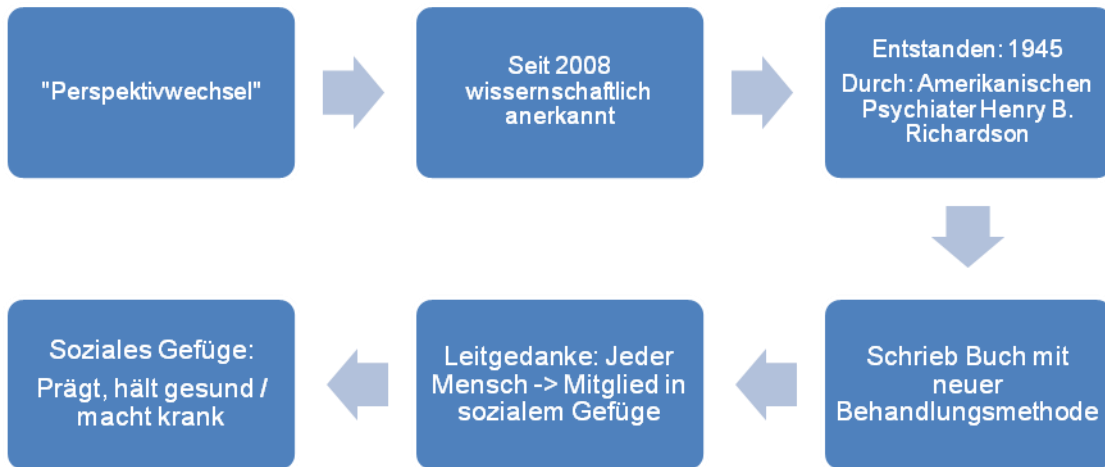 "Perspektivwechsel"
Seit 2008
wissernschaftlich
anerkannt
Entstanden: 1945
Durch: Amerikanischen
Psychiater Henry B.
Richardson
Schrieb Buch mit
neuer
Behandlungsmethode
Leitgedanke: Jeder
Mensch -> Mitglied in
sozialem Gefüge
Soziales Gefüge:
Prägt, hält gesund /
macht krank